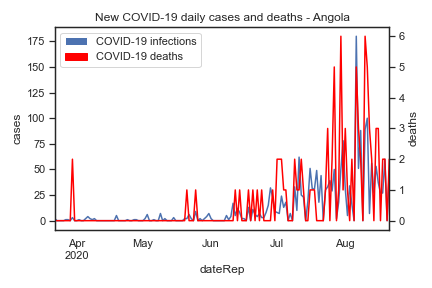 New COVID-19 daily cases and deaths - Angola
COVID-19 infections
COVID-19 deaths
175
150
125
100
75
50
25
0
cases
6
5
4
3
2
1
0
deaths
Apr
2020
May
Jun
Jul
Aug
dateRep